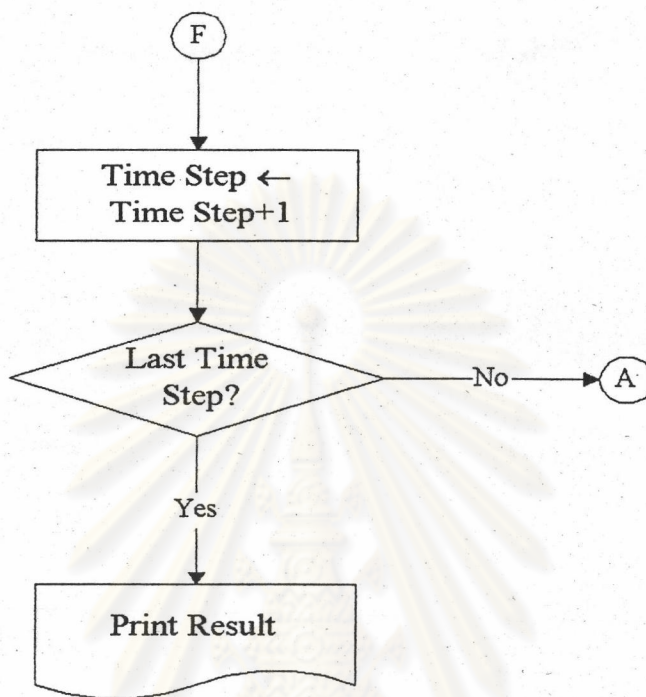 F
Time Step ←
Time Step+1
Last Time
Step?
No
A
Yes
Print Result